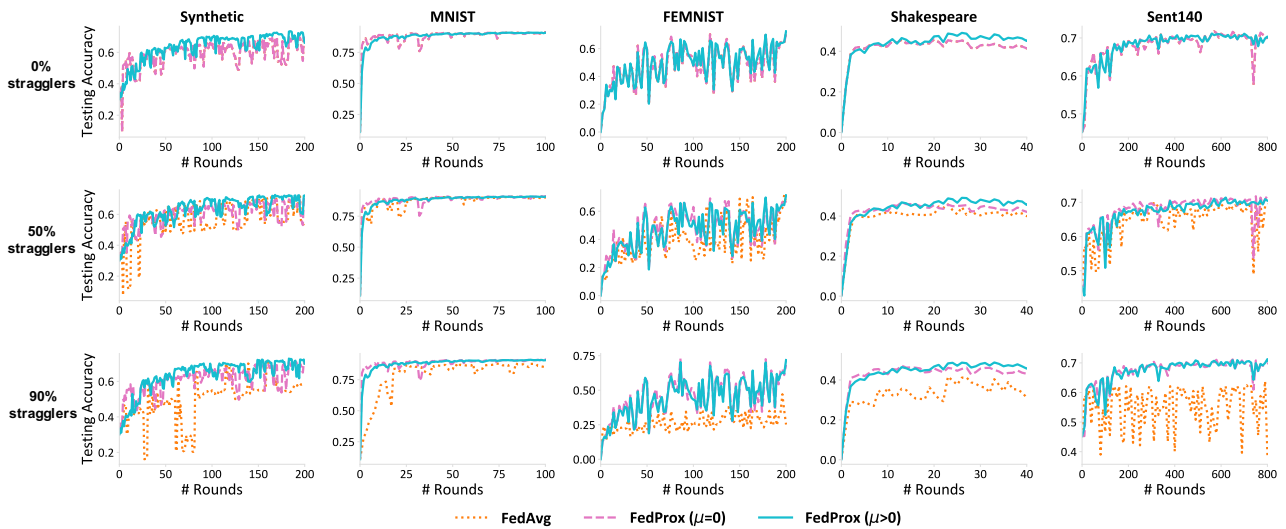 Synthetic MNIST FEMNIST Shakespeare Sent140
0%
stragglers
Testing Accuracy
0.6
0.4
0.2
0 50 100 150 200
# Rounds
0.75
0.50
0.25
0 25 50 75 100
# Rounds
0.6
0.4
0.2
0.0
0 50 100 150 200
# Rounds
0.4
0.2
0.0
0 10 20 30 40
# Rounds
0.7
0.6
0.5
0 200 400 600 800
# Rounds
50%
stragglers
Testing Accuracy
0.6
0.4
0.2
0 50 100 150 200
# Rounds
0.75
0.50
0.25
0 25 50 75 100
# Rounds
0.6
0.4
0.2
0.0
0 50 100 150 200
# Rounds
0.4
0.2
0.0
0 10 20 30 40
# Rounds
0.7
0.6
0.5
0 200 400 600 800
# Rounds
90%
stragglers
Testing Accuracy
0.6
0.4
0.2
0 50 100 150 200
# Rounds
0.75
0.50
0.25
0 25 50 75 100
# Rounds
0.75
0.50
0.25
0.00
0 50 100 150 200
# Rounds
0.4
0.2
0.0
0 10 20 30 40
# Rounds
0.7
0.6
0.5
0.4
0 200 400 600 800
# Rounds
FedAvg FedProx (μ=0) FedProx (μ>0)